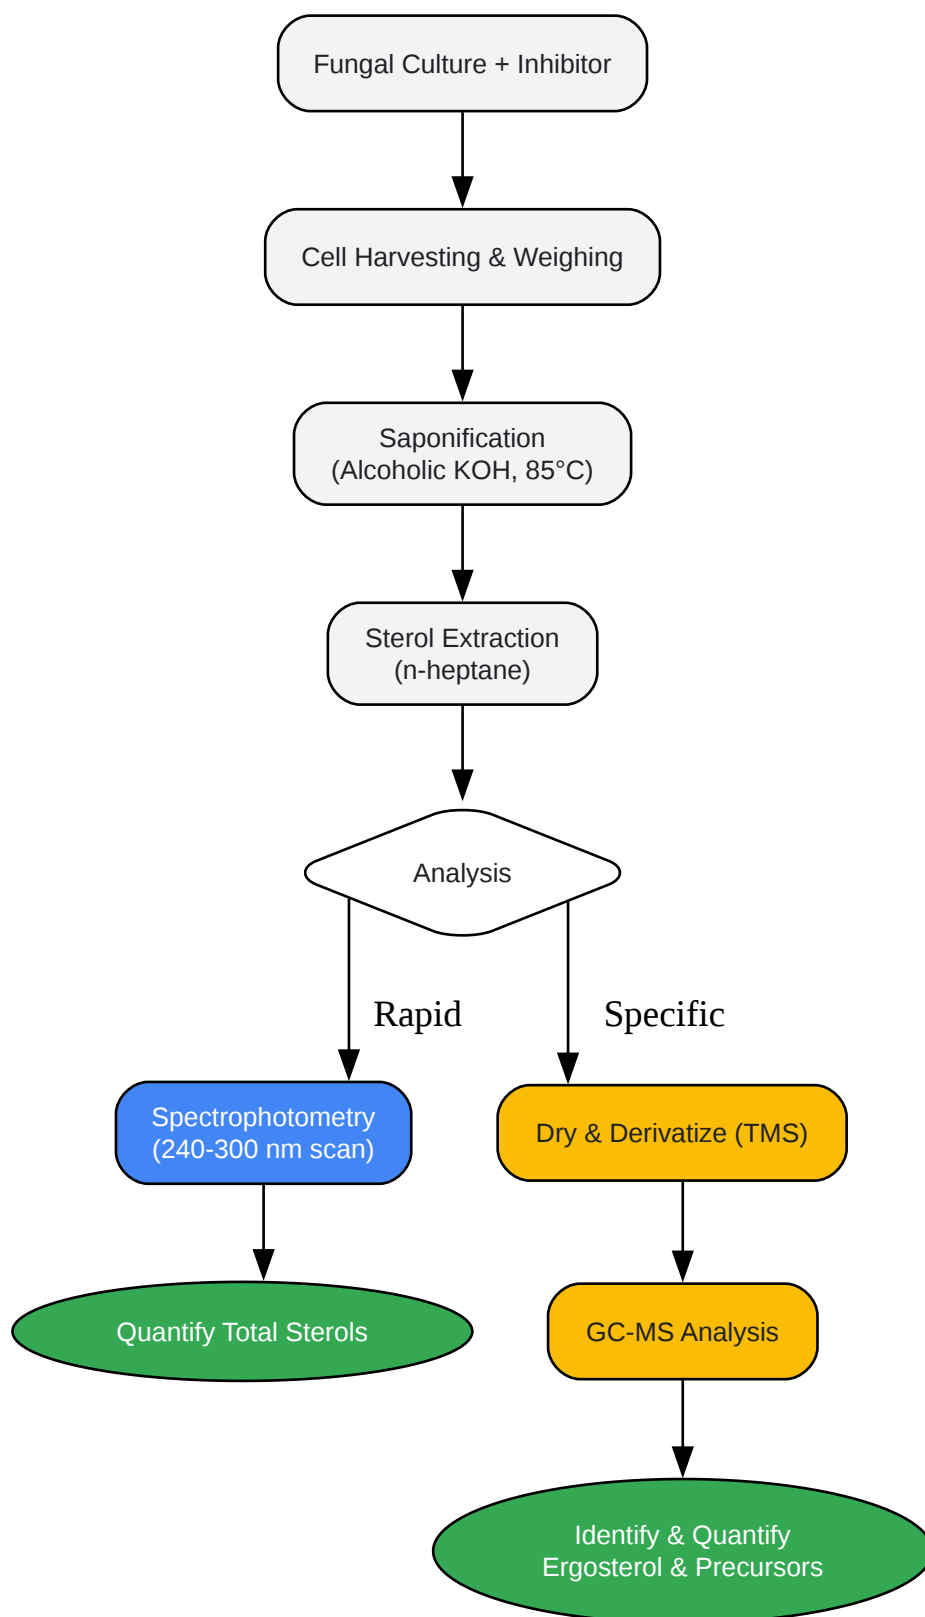 Fungal Culture + Inhibitor
Cell Harvesting & Weighing
Saponification
(Alcoholic KOH, 85°C)
Sterol Extraction
(n-heptane)
Analysis
Rapid
Specific
Spectrophotometry
(240-300 nm scan)
Dry & Derivatize (TMS)
Quantify Total Sterols
GC-MS Analysis
Identify & Quantify
Ergosterol & Precursors